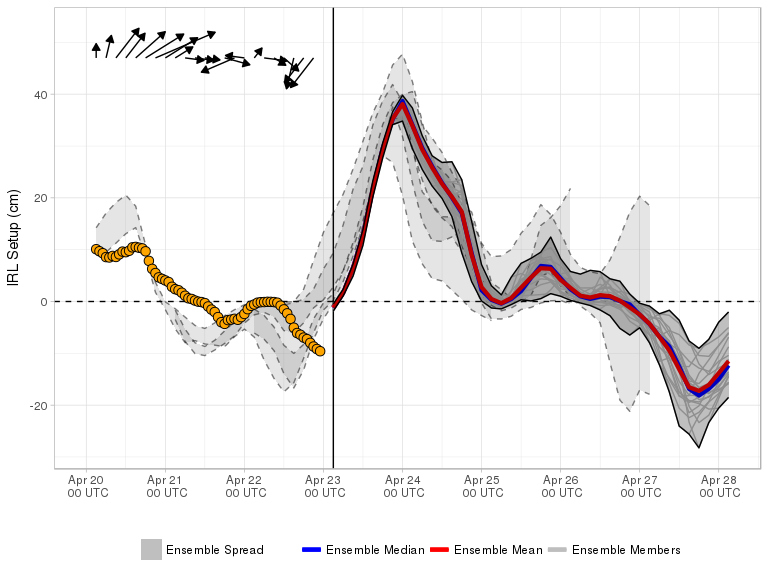 IRL Setup (cm)
40
20
0
-20
Apr 20 Apr 21 Apr 22 Apr 23 Apr 24 Apr 25 Apr 26 Apr 27 Apr 28
00 UTC 00 UTC 00 UTC 00 UTC 00 UTC 00 UTC 00 UTC 00 UTC 00 UTC
Ensemble Spread Ensemble Median Ensemble Mean Ensemble Members